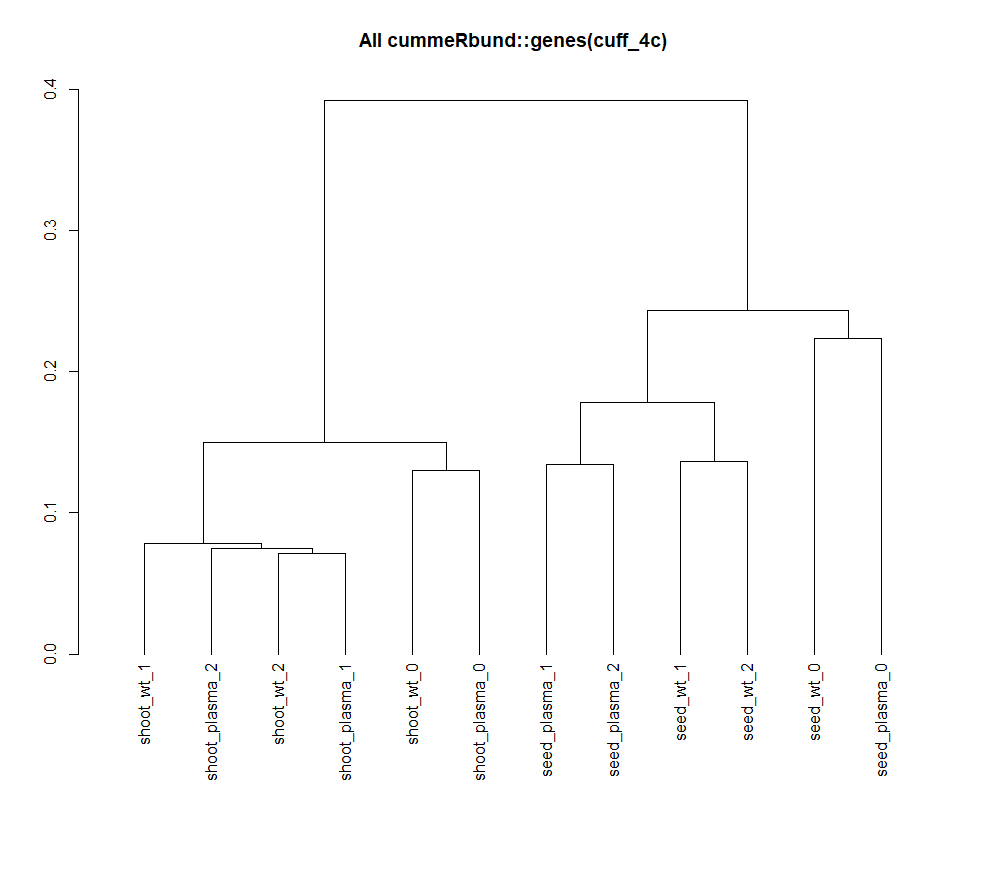 All cummeRbund::genes(cuff_4c)
0.4
0.3
0.2
0.1
0.0
shoot_wt_1
shoot_plasma_2
shoot_wt_2
shoot_plasma_1
shoot_wt_0
shoot_plasma_0
seed_plasma_1
seed_plasma_2
seed_wt_1
seed_wt_2
seed_wt_0
seed_plasma_0